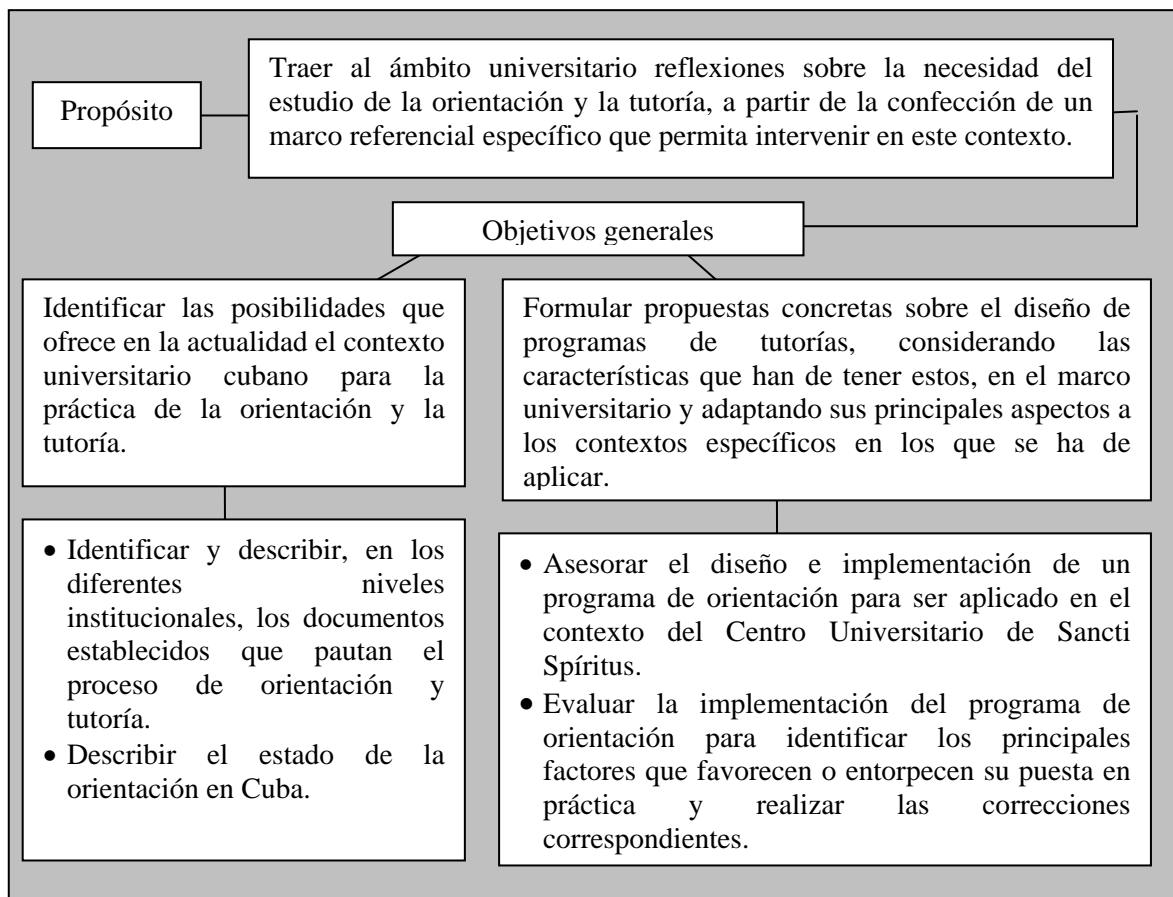 Propósito
Traer al ámbito universitario reflexiones sobre la necesidad del
estudio de la orientación y la tutoría, a partir de la confección de un
marco referencial específico que permita intervenir en este contexto.
Objetivos generales
Identificar las posibilidades que
ofrece en la actualidad el contexto
universitario cubano para la
práctica de la orientación y la
tutoría.
Formular propuestas concretas sobre el diseño de
programas de tutorías, considerando las
características que han de tener estos, en el marco
universitario y adaptando sus principales aspectos a
los contextos específicos en los que se ha de
aplicar.
• Identificar y describir, en los
diferentes niveles
institucionales, los documentos
establecidos que pautan el
proceso de orientación y
tutoría.
• Describir el estado de la
orientación en Cuba.
• Asesorar el diseño e implementación de un
programa de orientación para ser aplicado en el
contexto del Centro Universitario de Sancti
Spíritus.
• Evaluar la implementación del programa de
orientación para identificar los principales
factores que favorecen o entorpecen su puesta en
práctica y realizar las correcciones
correspondientes.